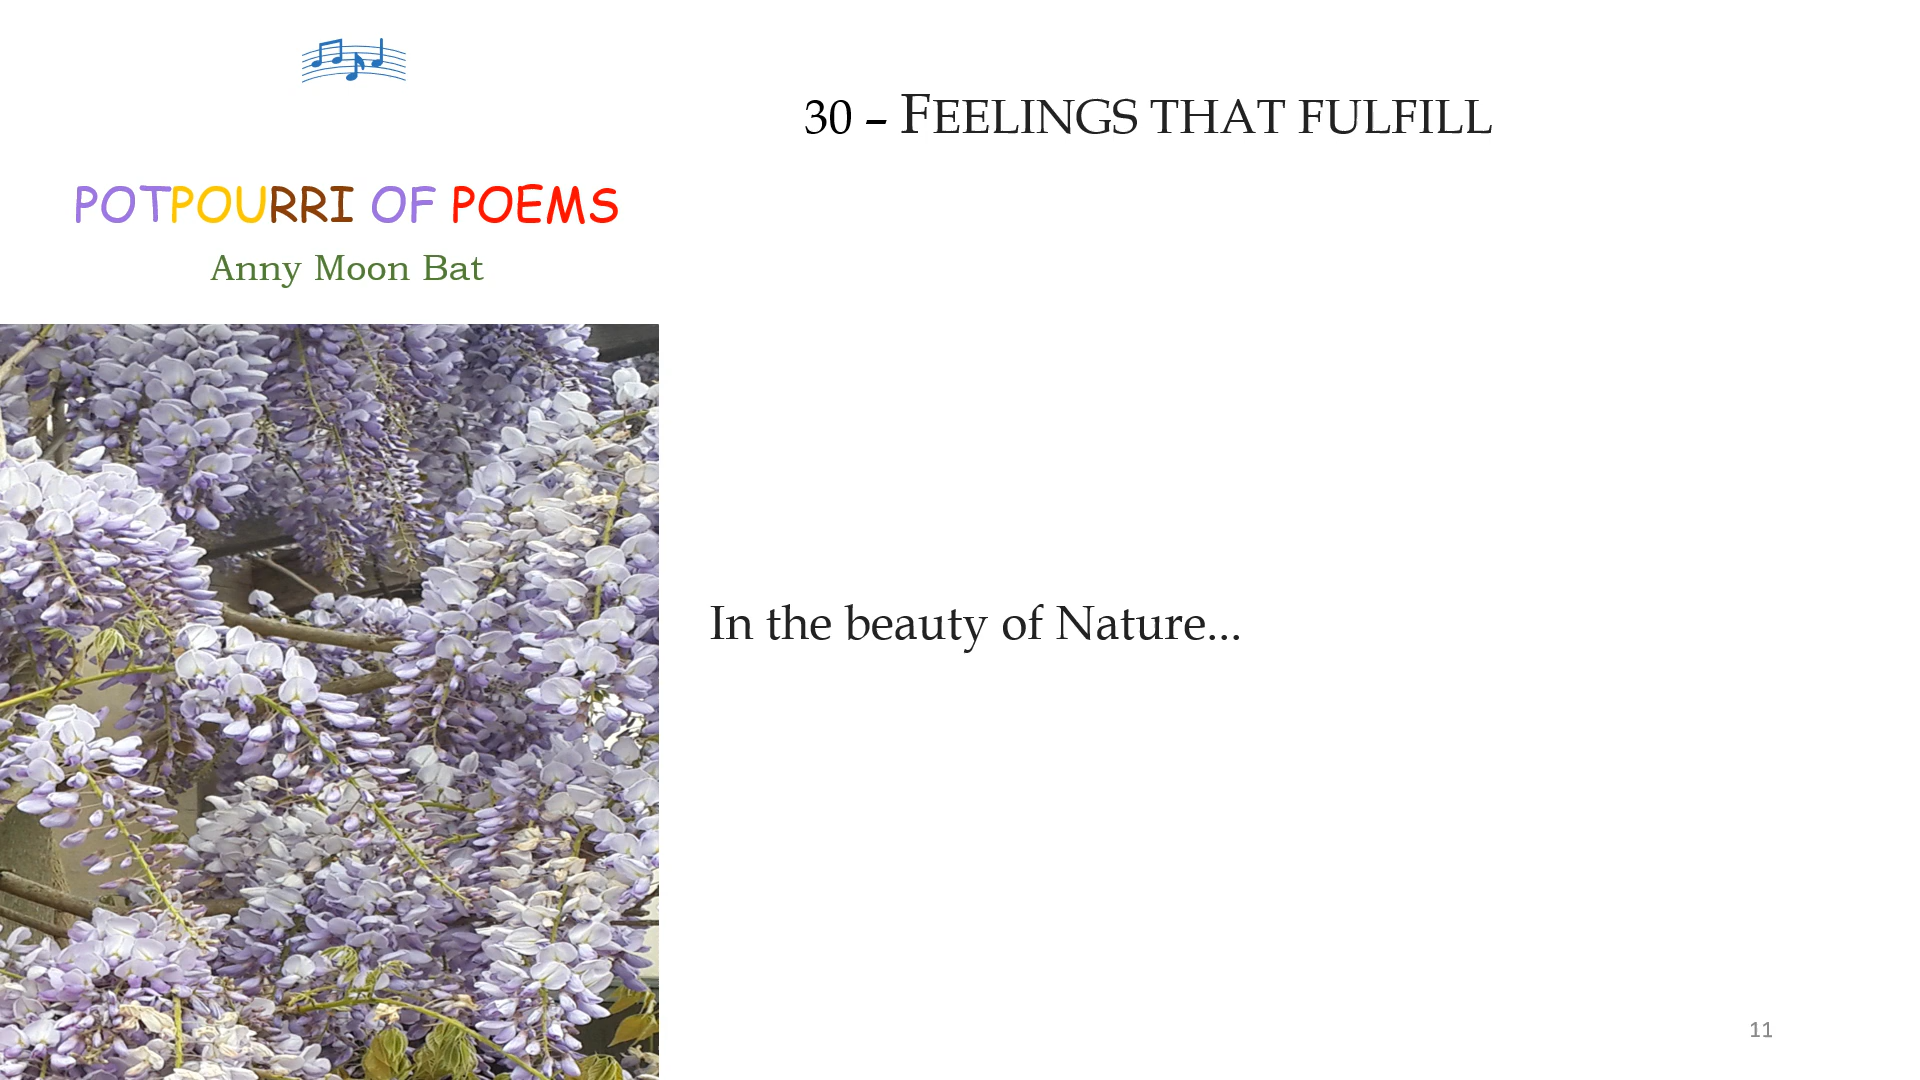 30 – FEELINGS THAT FULFILL
POTPOURRI OF POEMS
Anny Moon Bat
In the beauty of Nature...
11